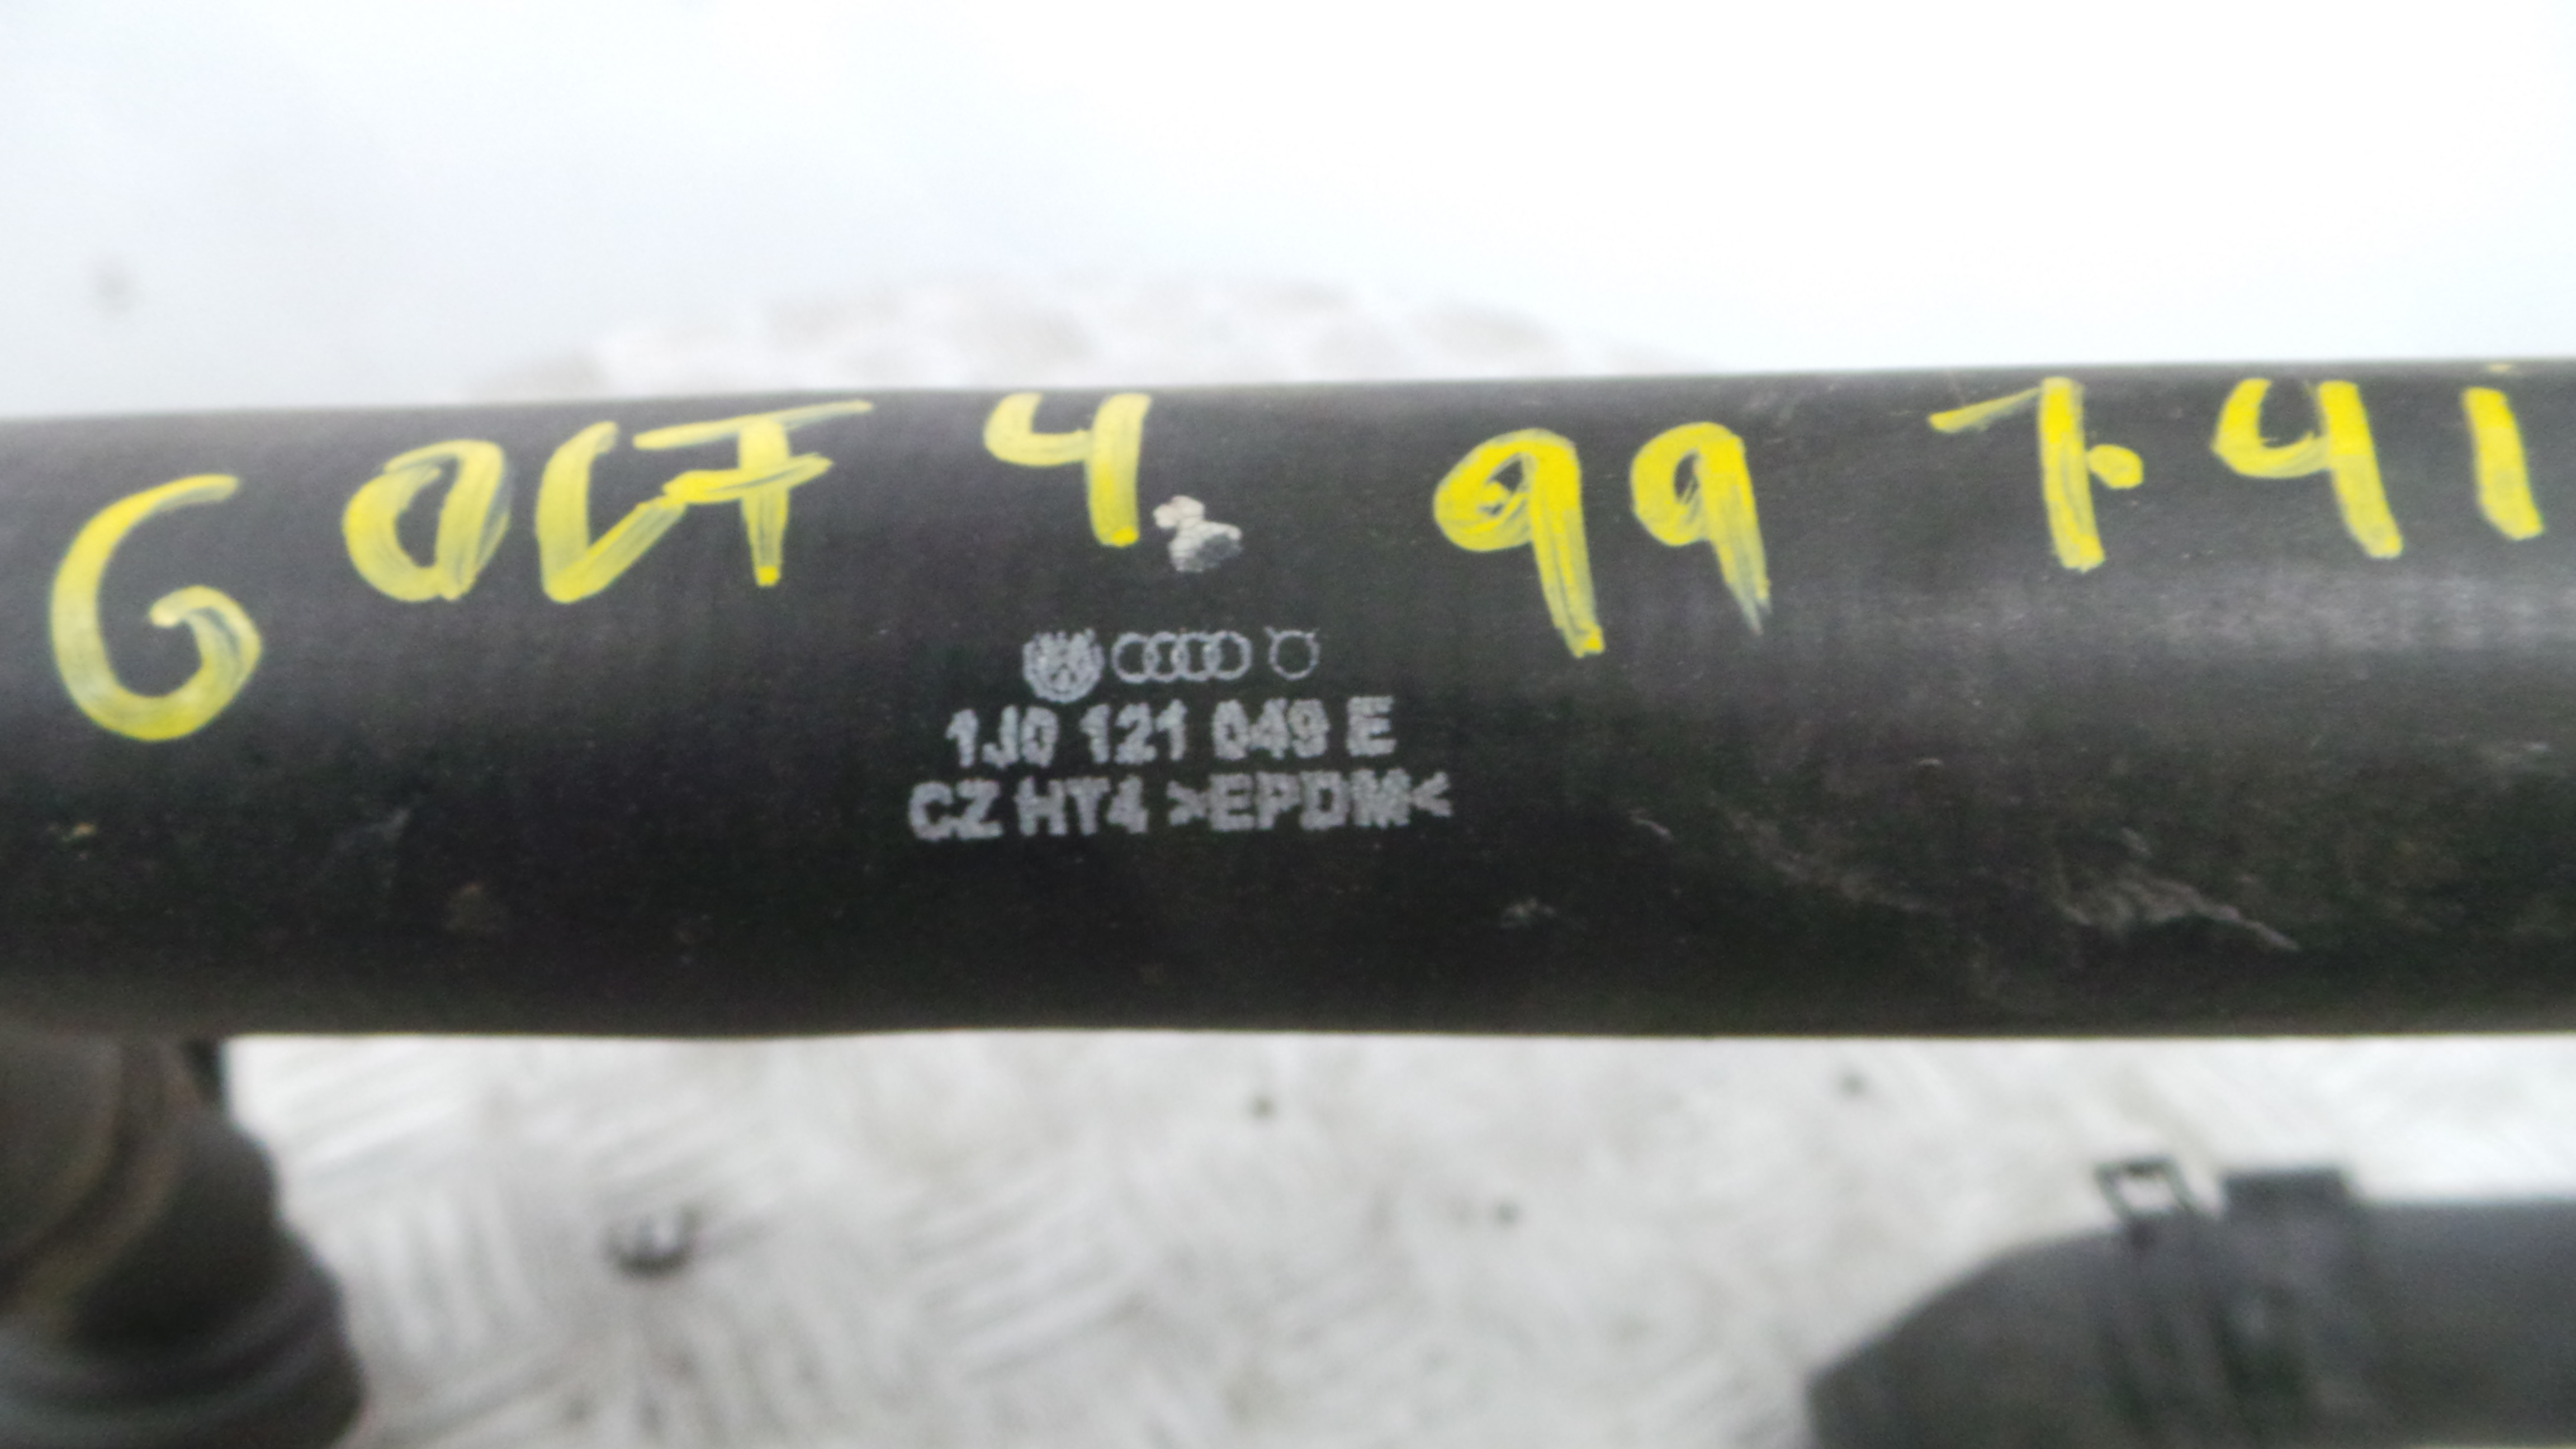 GOLF 4 99 1.4i
1J0 121 049 E
CZ HT4 >EPDM<